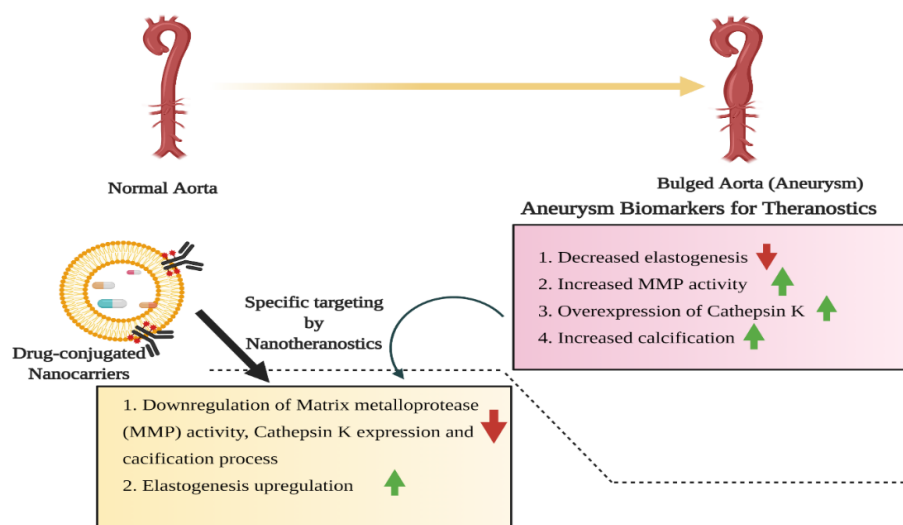 Normal Aorta
Bulged Aorta (Aneurysm)
Aneurysm Biomarkers for Theranostics
1. Decreased elastogenesis
2. Increased MMP activity
3. Overexpression of Cathepsin K
4. Increased calcification
Specific targeting
by
Nanotheranostics
Drug-conjugated
Nanocarriers
1. Downregulation of Matrix metalloprotease
(MMP) activity, Cathepsin K expression and
cacification process
2. Elastogenesis upregulation